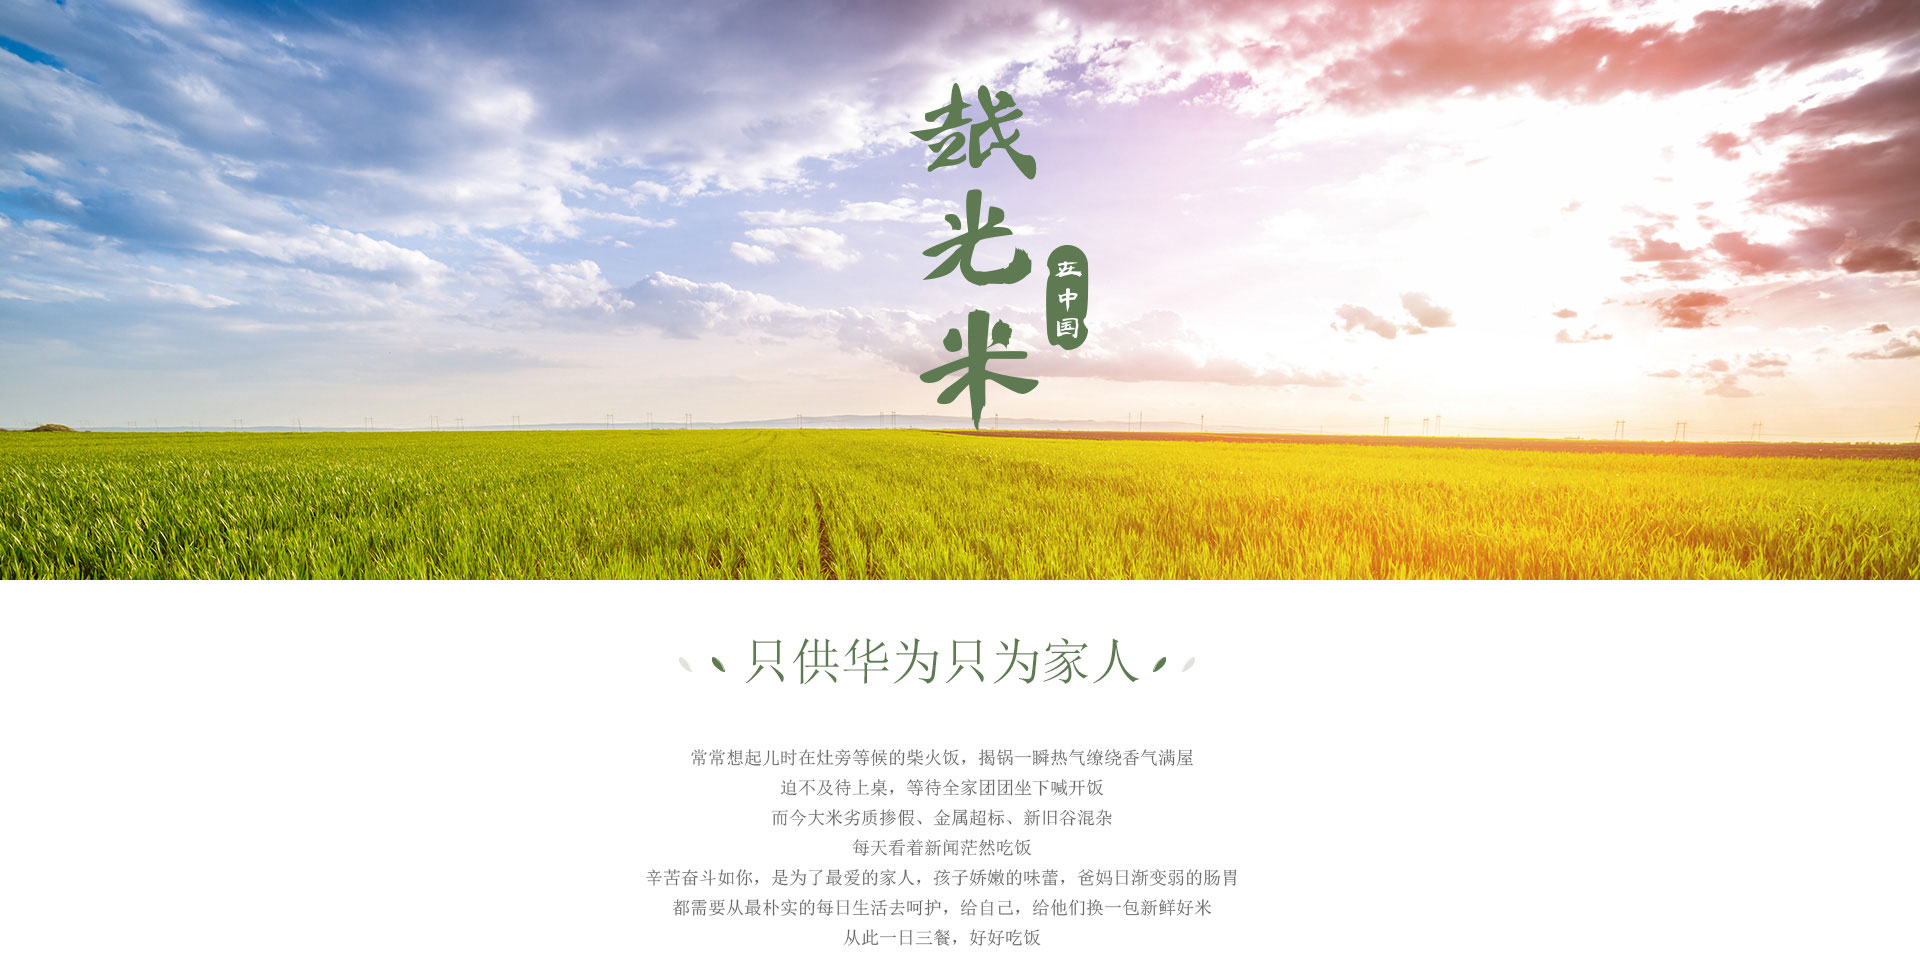 越光米
在中国
只供华为只为家人
常常想起儿时在灶旁等候的柴火饭，揭锅一瞬热气缭绕香气满屋
迫不及待上桌，等待全家团团坐下喊开饭
而今大米劣质掺假、金属超标、新旧谷混杂
每天看着新闻茫然吃饭
辛苦奋斗如你，是为了最爱的家人，孩子娇嫩的味蕾，爸妈日渐变弱的肠胃
都需要从最朴实的每日生活去呵护，给自己，给他们换一包新鲜好米
从此一日三餐，好好吃饭